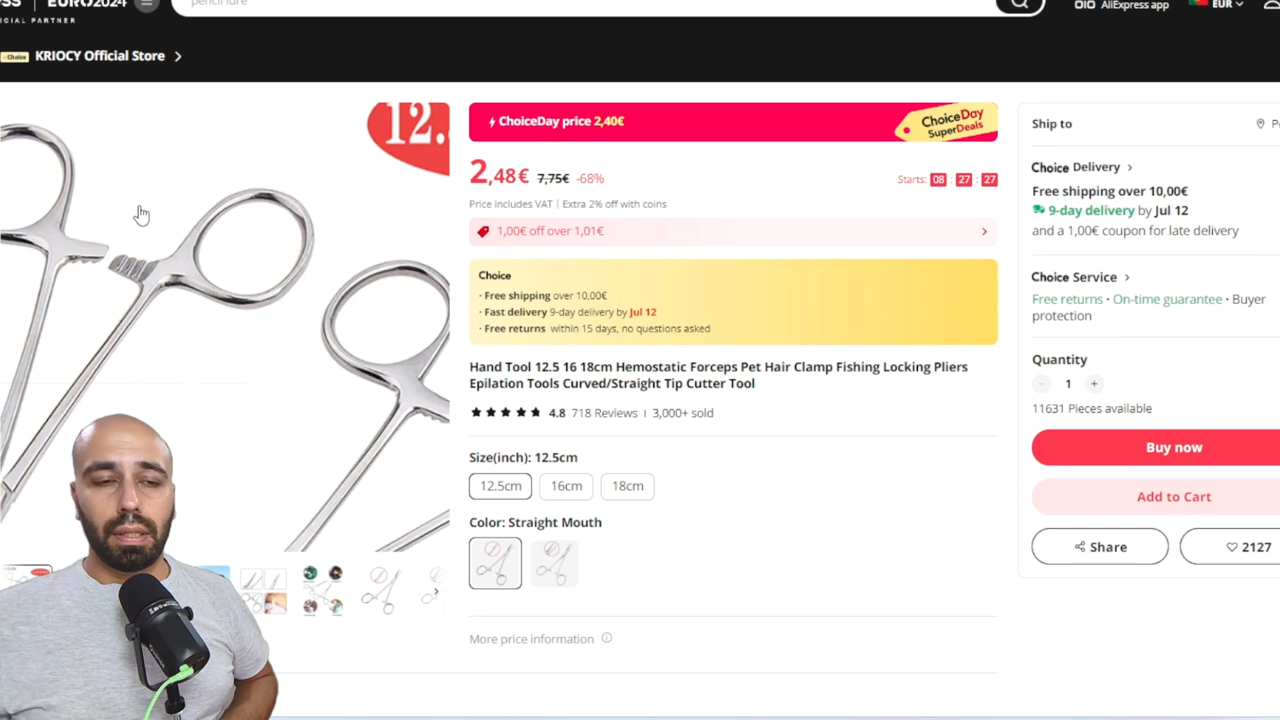 EURO2024
ICIAL PARTNER
AliExpress app
EUR
Choice
KRIOCY Official Store
12.
ChoiceDay price 2,40€
ChoiceDay
SuperDeals
2,48€ 7,75€ -68%
Starts: 08 : 27 : 27
Price includes VAT | Extra 2% off with coins
1,00€ off over 1,01€
Choice
· Free shipping over 10,00€
· Fast delivery 9-day delivery by Jul 12
· Free returns within 15 days, no questions asked
Hand Tool 12.5 16 18cm Hemostatic Forceps Pet Hair Clamp Fishing Locking Pliers
Epilation Tools Curved/Straight Tip Cutter Tool
4.8 718 Reviews | 3,000+ sold
Size(inch): 12.5cm
12.5cm 16cm 18cm
Color: Straight Mouth
More price information
Ship to
Choice Delivery
Free shipping over 10,00€
9-day delivery by Jul 12
and a 1,00€ coupon for late delivery
Choice Service
Free returns · On-time guarantee · Buyer
protection
Quantity
1
11631 Pieces available
Buy now
Add to Cart
Share
2127